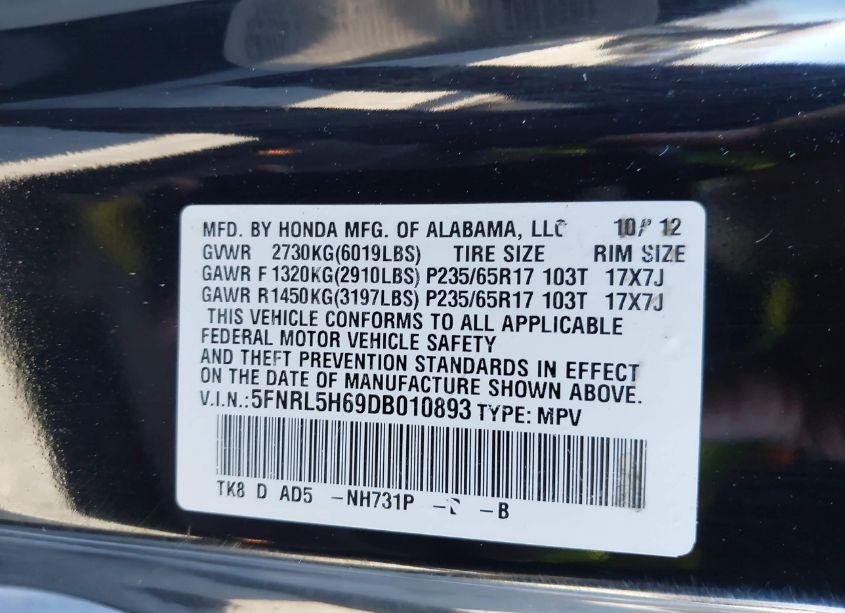 MFD. BY HONDA MFG. OF ALABAMA, LLC 10/ 12
GVWR 2730KG(6019LBS) TIRE SIZE RIM SIZE
GAWR F 1320KG(2910LBS) P235/65R17 103T 17X7J
GAWR R1450KG(3197LBS) P235/65R17 103T 17X7J
THIS VEHICLE CONFORMS TO ALL APPLICABLE
FEDERAL MOTOR VEHICLE SAFETY
AND THEFT PREVENTION STANDARDS IN EFFECT
ON THE DATE OF MANUFACTURE SHOWN ABOVE.
V.I.N.: 5FNRL5H69DB010893 TYPE: MPV
TK8 D AD5 -NH731P - -B